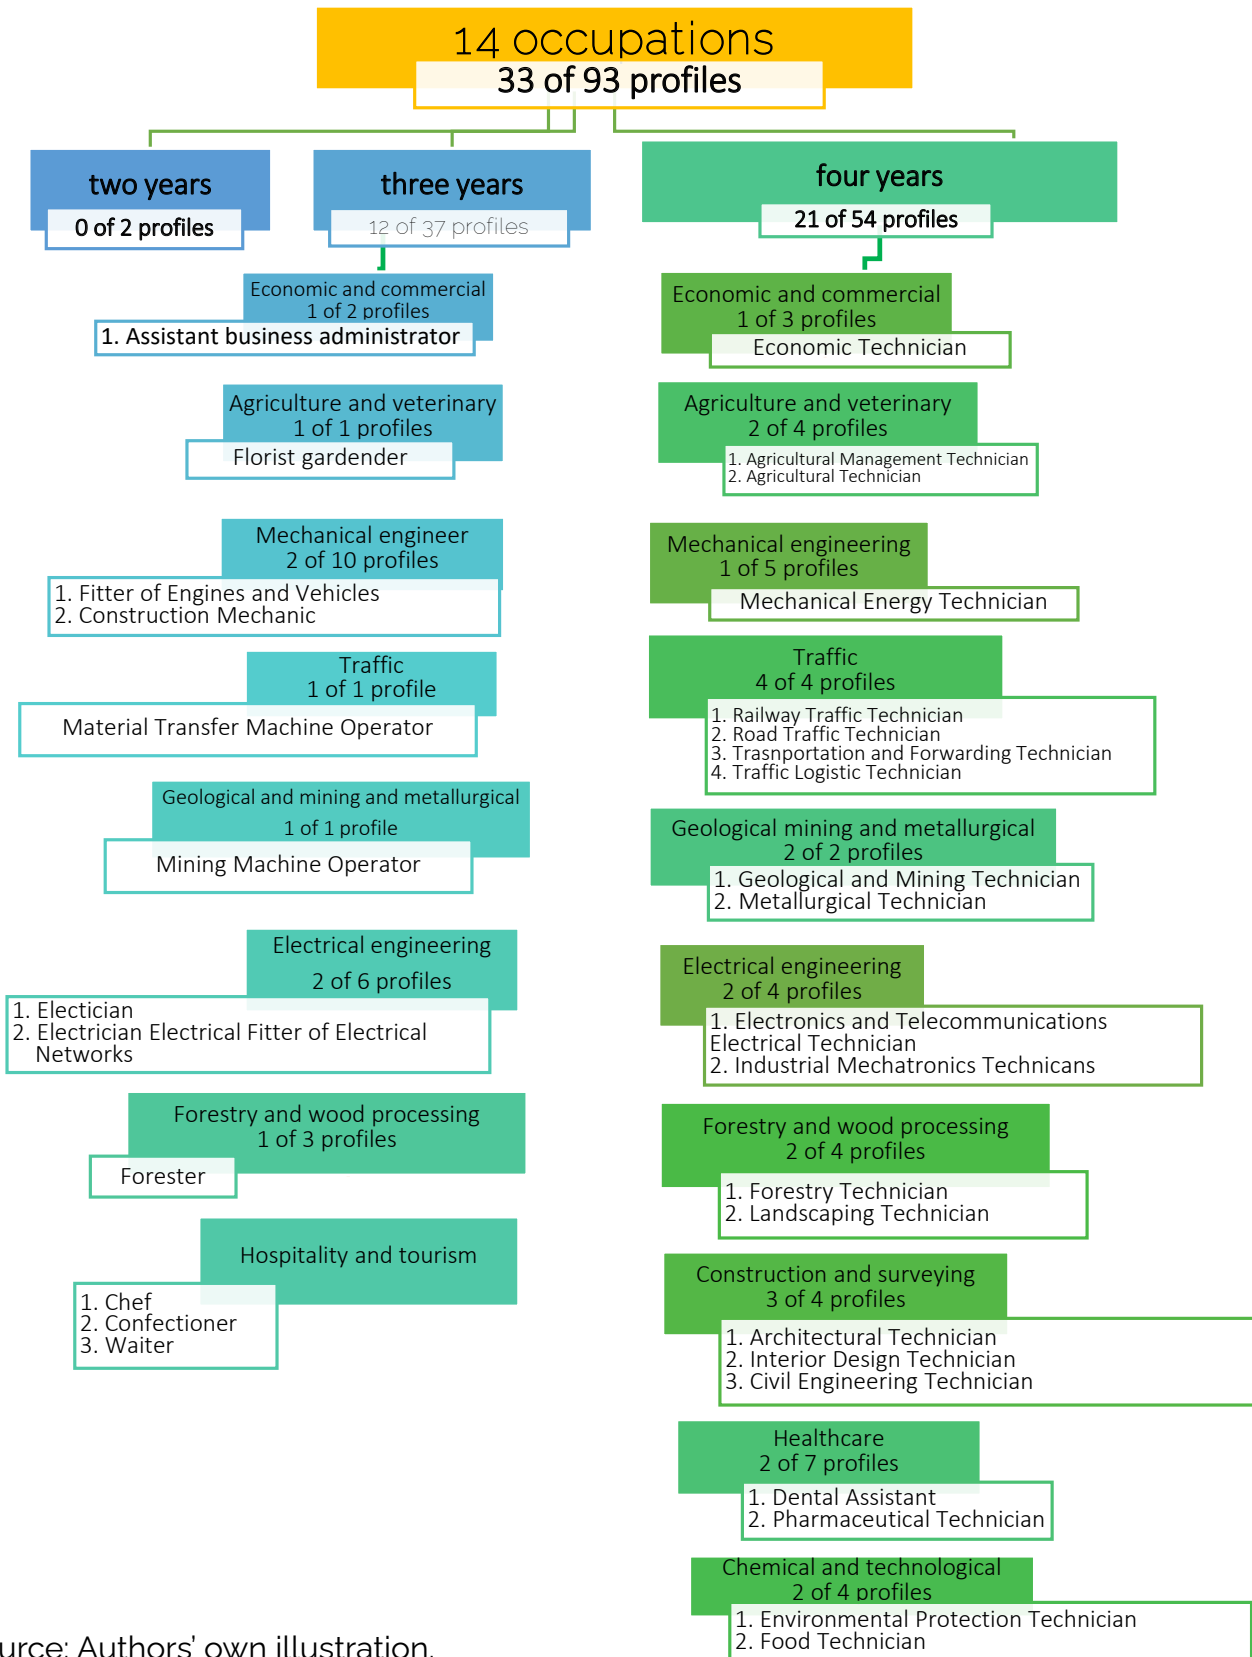 14 occupations
33 of 93 profiles
two years
0 of 2 profiles
three years
12 of 37 profiles
four years
21 of 54 profiles
Economic and commercial
1 of 2 profiles
1. Assistant business administrator
Agriculture and veterinary
1 of 1 profiles
Florist gardender
Mechanical engineer
2 of 10 profiles
1. Fitter of Engines and Vehicles
2. Construction Mechanic
Traffic
1 of 1 profile
Material Transfer Machine Operator
Geological and mining and metallurgical
1 of 1 profile
Mining Machine Operator
Electrical engineering
2 of 6 profiles
1. Electician
2. Electrician Electrical Fitter of Electrical
Networks
Forestry and wood processing
1 of 3 profiles
Forester
Hospitality and tourism
1. Chef
2. Confectioner
3. Waiter
Economic and commercial
1 of 3 profiles
Economic Technician
Agriculture and veterinary
2 of 4 profiles
1. Agricultural Management Technician
2. Agricultural Technician
Mechanical engineering
1 of 5 profiles
Mechanical Energy Technician
Traffic
4 of 4 profiles
1. Railway Traffic Technician
2. Road Traffic Technician
3. Trasnportation and Forwarding Technician
4. Traffic Logistic Technician
Geological mining and metallurgical
2 of 2 profiles
1. Geological and Mining Technician
2. Metallurgical Technician
Electrical engineering
2 of 4 profiles
1. Electronics and Telecommunications
Electrical Technician
2. Industrial Mechatronics Technicans
Forestry and wood processing
2 of 4 profiles
1. Forestry Technician
2. Landscaping Technician
Construction and surveying
3 of 4 profiles
1. Architectural Technician
2. Interior Design Technician
3. Civil Engineering Technician
Healthcare
2 of 7 profiles
1. Dental Assistant
2. Pharmaceutical Technician
Chemical and technological
2 of 4 profiles
1. Environmental Protection Technician
2. Food Technician
urce: Authors' own illustration.